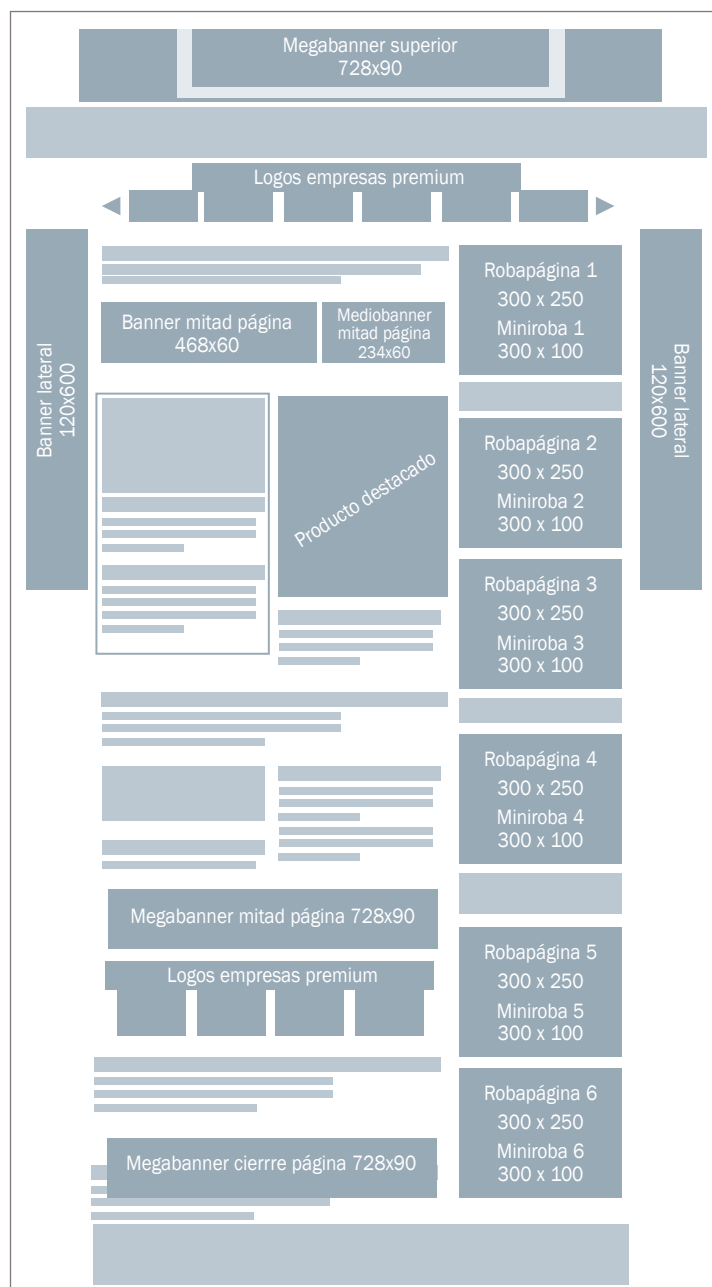 Megabanner superior
728x90
Logos empresas premium
Banner lateral
120x600
Banner mitad página
468x60
Mediobanner
mitad página
234x60
Producto destacado
Megabanner mitad página 728x90
Logos empresas premium
Megabanner cierrre página 728x90
Robapágina 1
300 x 250
Miniroba 1
300 x 100
Robapágina 2
300 x 250
Miniroba 2
300 x 100
Robapágina 3
300 x 250
Miniroba 3
300 x 100
Robapágina 4
300 x 250
Miniroba 4
300 x 100
Robapágina 5
300 x 250
Miniroba 5
300 x 100
Robapágina 6
300 x 250
Miniroba 6
300 x 100
Banner lateral
120x600